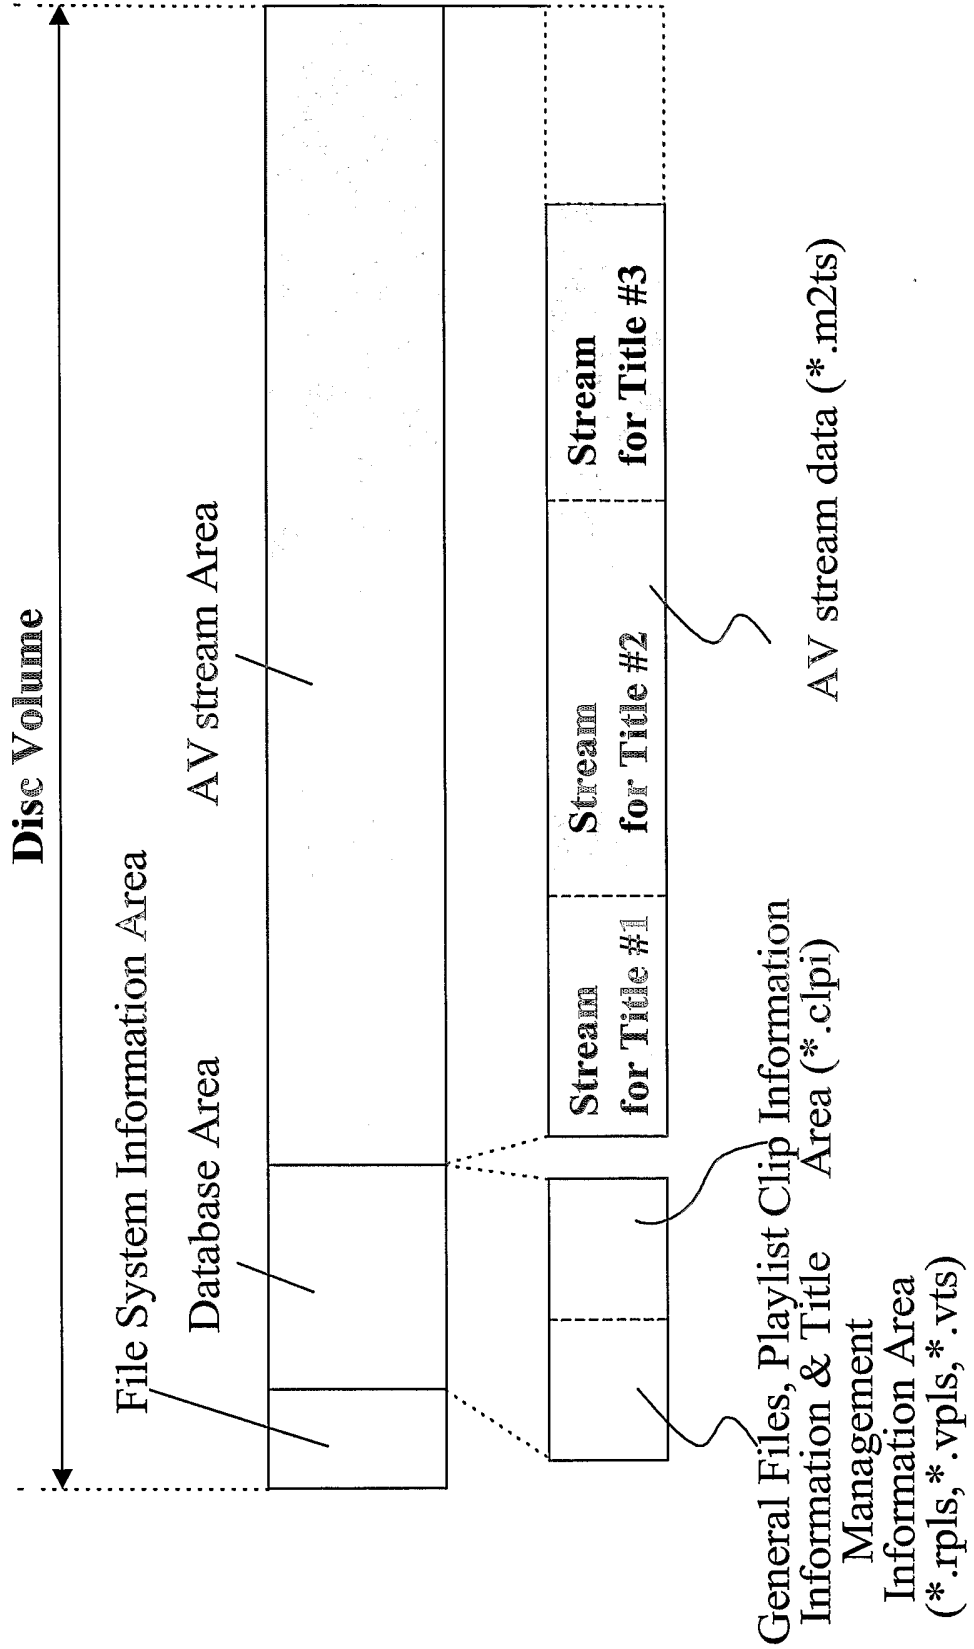 Disc Volume
File System Information Area
Database Area
AV stream Area
Stream
for Title #1
Stream
for Title #2
Stream
for Title #3
General Files, Playlist
Information & Title
Management
Information Area
(*.rpls,*.vpls,*.vts)
Clip Information
Area (*.clpi)
AV stream data (*.m2ts)